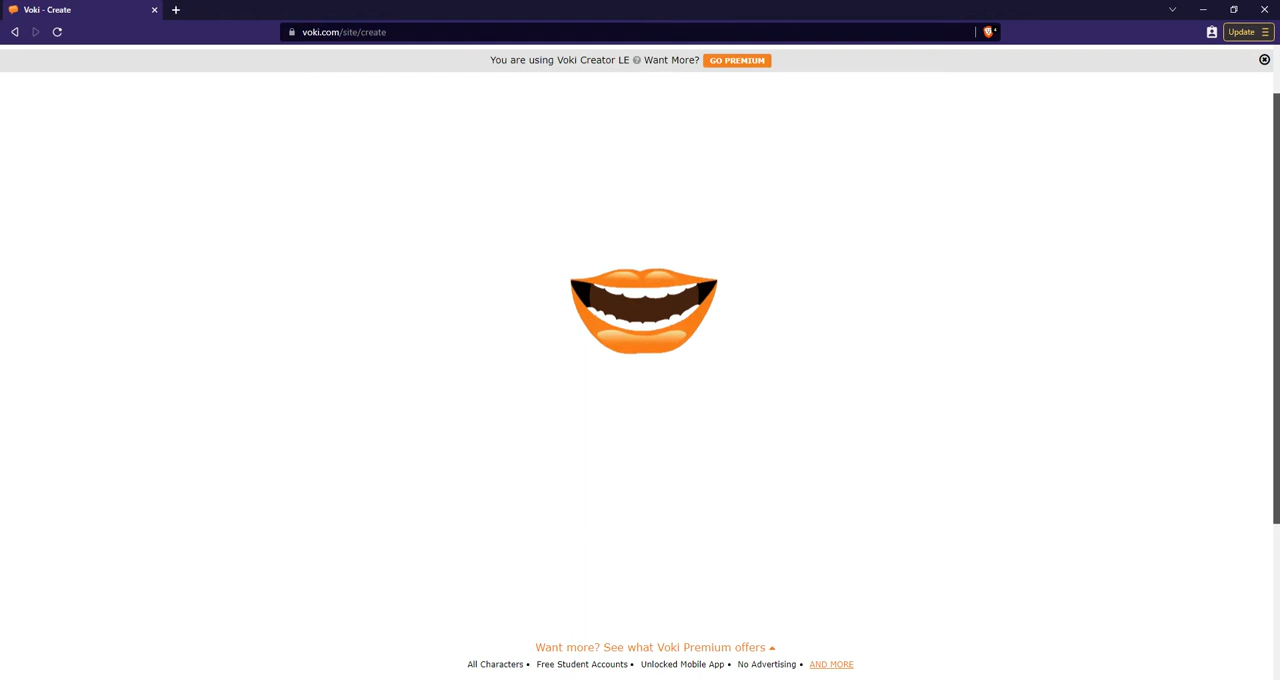 Voki - Create
voki.com/site/create
Update
You are using Voki Creator LE ? Want More? GO PREMIUM
Want more? See what Voki Premium offers
All Characters • Free Student Accounts • Unlocked Mobile App • No Advertising • AND MORE